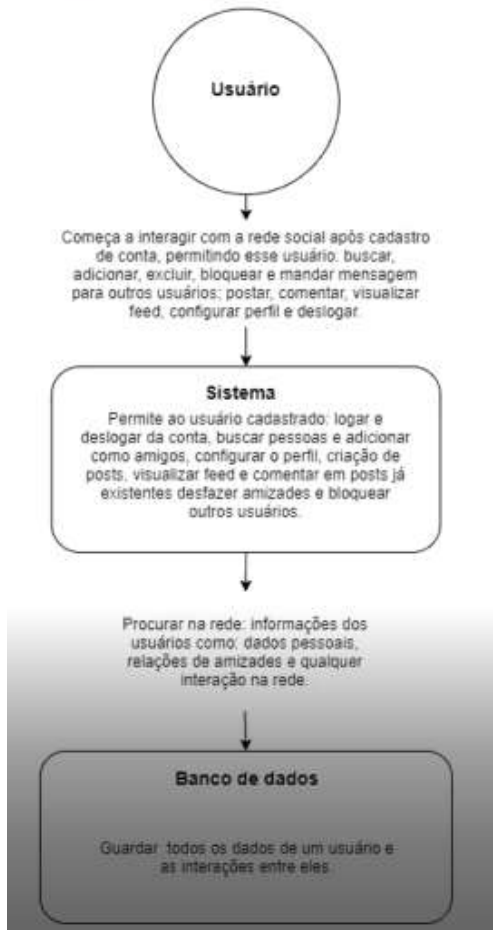 Usuário
Começa a interagir com a rede social após cadastro
de conta, permitindo esse usuário: buscar,
adicionar, excluir, bloquear e mandar mensagem
para outros usuários; postar, comentar, visualizar
feed, configurar perfil e deslogar.
Sistema
Permite ao usuário cadastrado: logar e
deslogar da conta, buscar pessoas e adicionar
como amigos, configurar o perfil, criação de
posts, visualizar feed e comentar em posts já
existentes desfazer amizades e bloquear
outros usuários.
Procurar na rede: informações dos
usuários como: dados pessoais,
relações de amizades e qualquer
interação na rede.
Banco de dados
Guardar todos os dados de um usuário e
as interações entre eles.